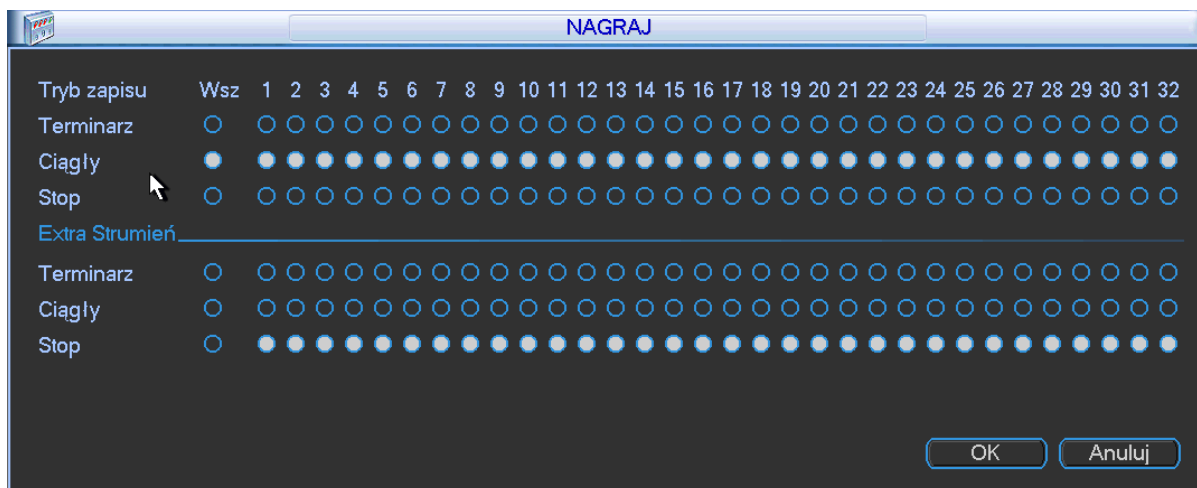 NAGRAJ
Tryb zapisu Wsz 1 2 3 4 5 6 7 8 9 10 11 12 13 14 15 16 17 18 19 20 21 22 23 24 25 26 27 28 29 30 31 32
Terminarz
Ciągły
Stop
Extra Strumień
Terminarz
Ciągły
Stop
OK Anuluj